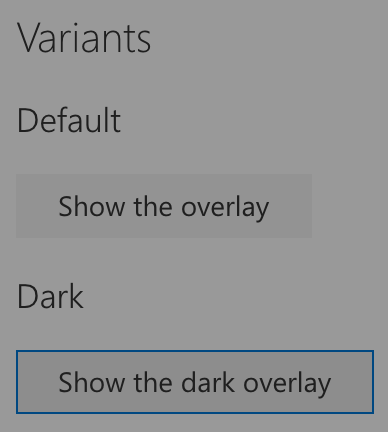 Variants
Default
Show the overlay
Dark
Show the dark overlay